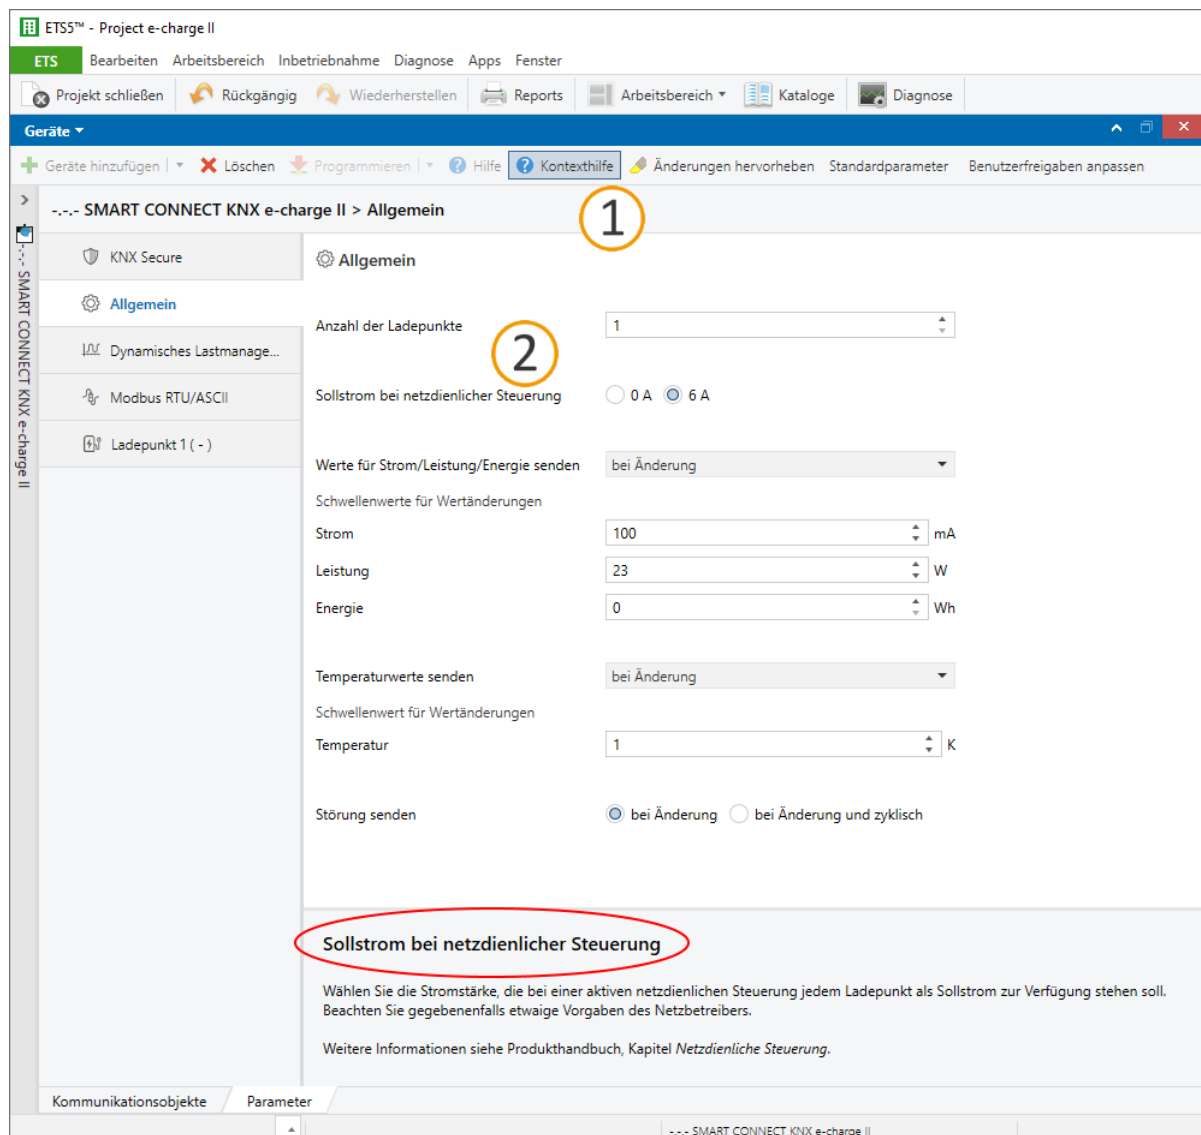 ETS5™ - Project e-charge II
ETS Bearbeiten Arbeitsbereich Inbetriebnahme Diagnose Apps Fenster
Projekt schließen Rückgängig Wiederherstellen Reports Arbeitsbereich Kataloge Diagnose
Geräte
Geräte hinzufügen Löschen Programmieren Hilfe Kontexthilfe Änderungen hervorheben Standardparameter Benutzerfreigaben anpassen
-.-.- SMART CONNECT KNX e-charge II > Allgemein
1
-.-.- SMART CONNECT KNX e-charge II
KNX Secure
Allgemein
Dynamisches Lastmanage...
Modbus RTU/ASCII
Ladepunkt 1 ( - )
Allgemein
Anzahl der Ladepunkte 1
2
Sollstrom bei netzdienlicher Steuerung 0 A 6 A
Werte für Strom/Leistung/Energie senden bei Änderung
Schwellenwerte für Wertänderungen
Strom 100 mA
Leistung 23 W
Energie 0 Wh
Temperaturwerte senden bei Änderung
Schwellenwert für Wertänderungen
Temperatur 1 K
Störung senden bei Änderung bei Änderung und zyklisch
Sollstrom bei netzdienlicher Steuerung
Wählen Sie die Stromstärke, die bei einer aktiven netzdienlichen Steuerung jedem Ladepunkt als Sollstrom zur Verfügung stehen soll.
Beachten Sie gegebenenfalls etwaige Vorgaben des Netzbetreibers.
Weitere Informationen siehe Produkthandbuch, Kapitel Netzdienliche Steuerung.
Kommunikationsobjekte Parameter
-.-.- SMART CONNECT KNX e-charge II